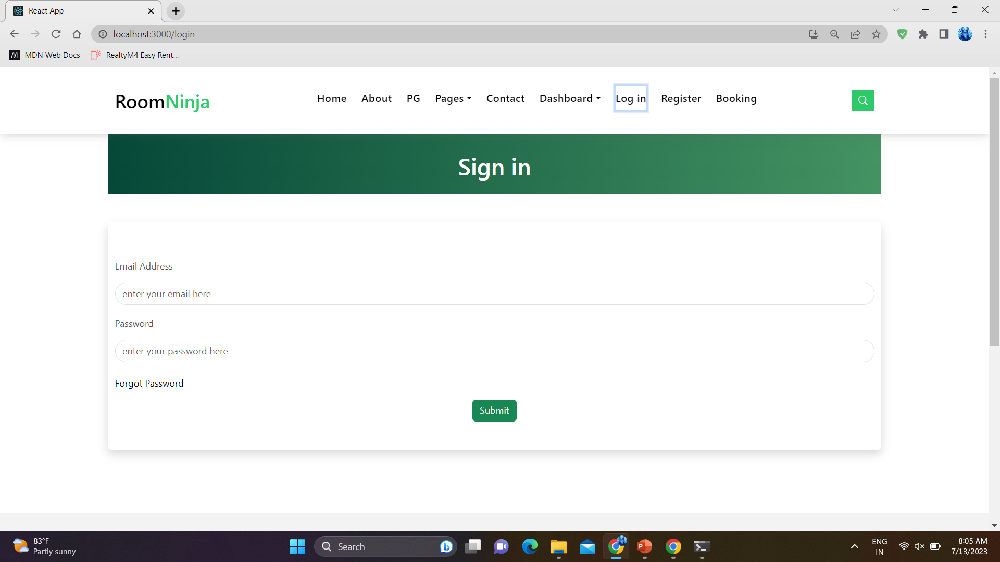 React App
localhost:3000/login
MDN Web Docs RealtyM4 Easy Rent...
RoomNinja Home About PG Pages Contact Dashboard Log in Register Booking
Sign in
Email Address
enter your email here
Password
enter your password here
Forgot Password
Submit
83°F
Partly sunny
Search
ENG
IN
8:05 AM
7/13/2023